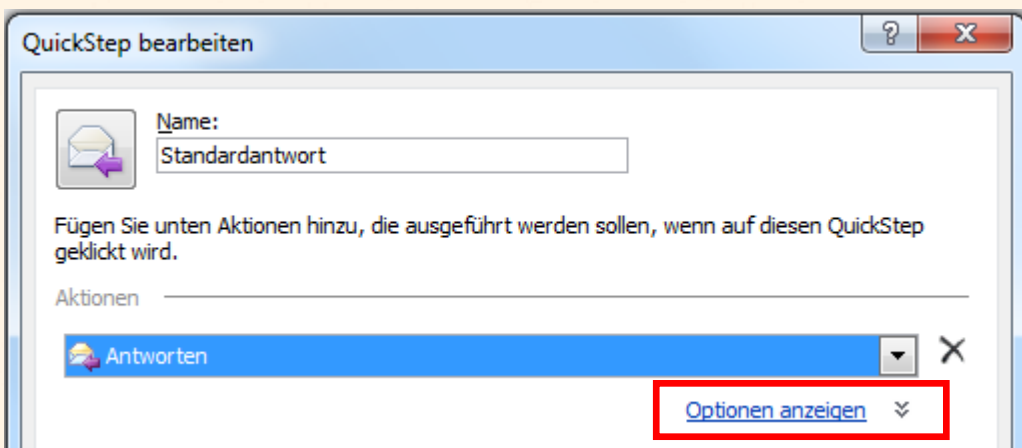 QuickStep bearbeiten
Name:
Standardantwort
Fügen Sie unten Aktionen hinzu, die ausgeführt werden sollen, wenn auf diesen QuickStep
geklickt wird.
Aktionen
Antworten
Optionen anzeigen